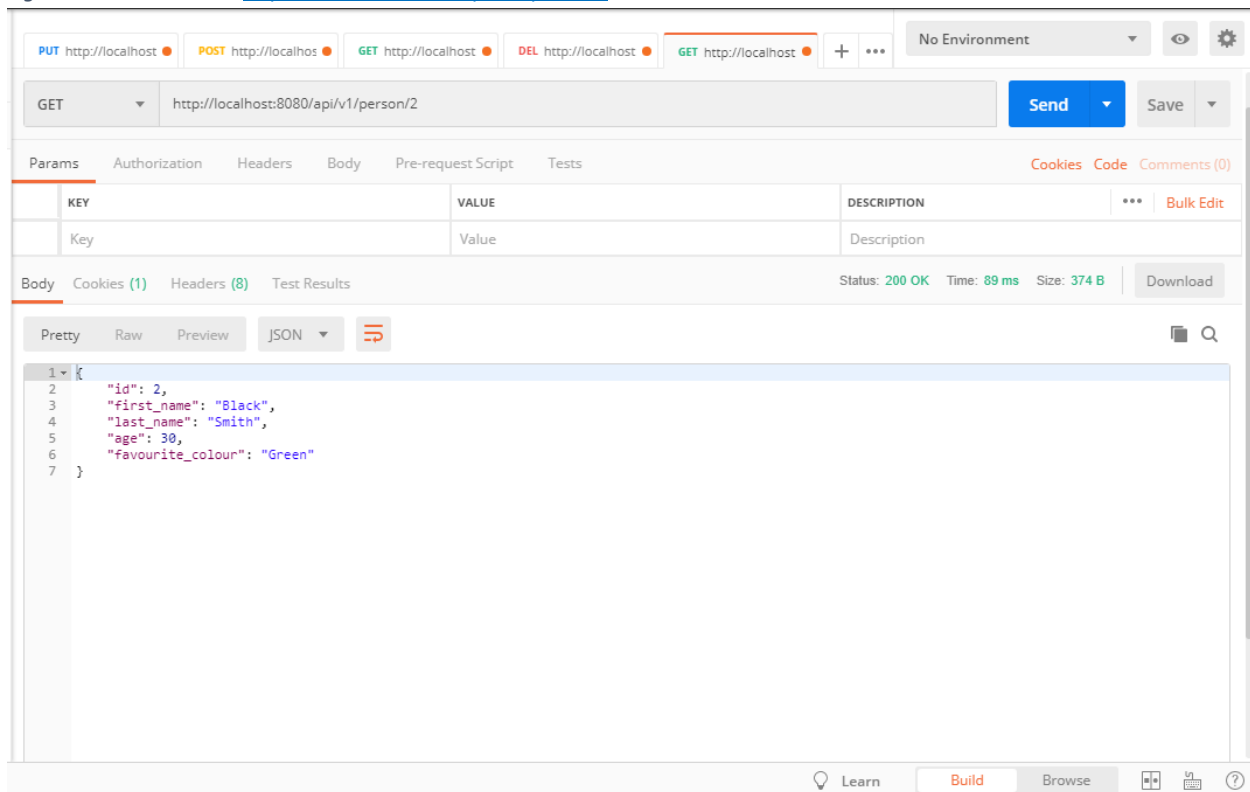 PUT http://localhost POST http://localhos GET http://localhost DEL http://localhost GET http://localhost + ••• No Environment
GET http://localhost:8080/api/v1/person/2 Send Save
Params Authorization Headers Body Pre-request Script Tests Cookies Code Comments (0)
KEY VALUE DESCRIPTION ••• Bulk Edit
Key Value Description
Body Cookies (1) Headers (8) Test Results Status: 200 OK Time: 89 ms Size: 374 B Download
Pretty Raw Preview JSON
1 {
2 "id": 2,
3 "first_name": "Black",
4 "last_name": "Smith",
5 "age": 30,
6 "favourite_colour": "Green"
7 }
Learn Build Browse ?